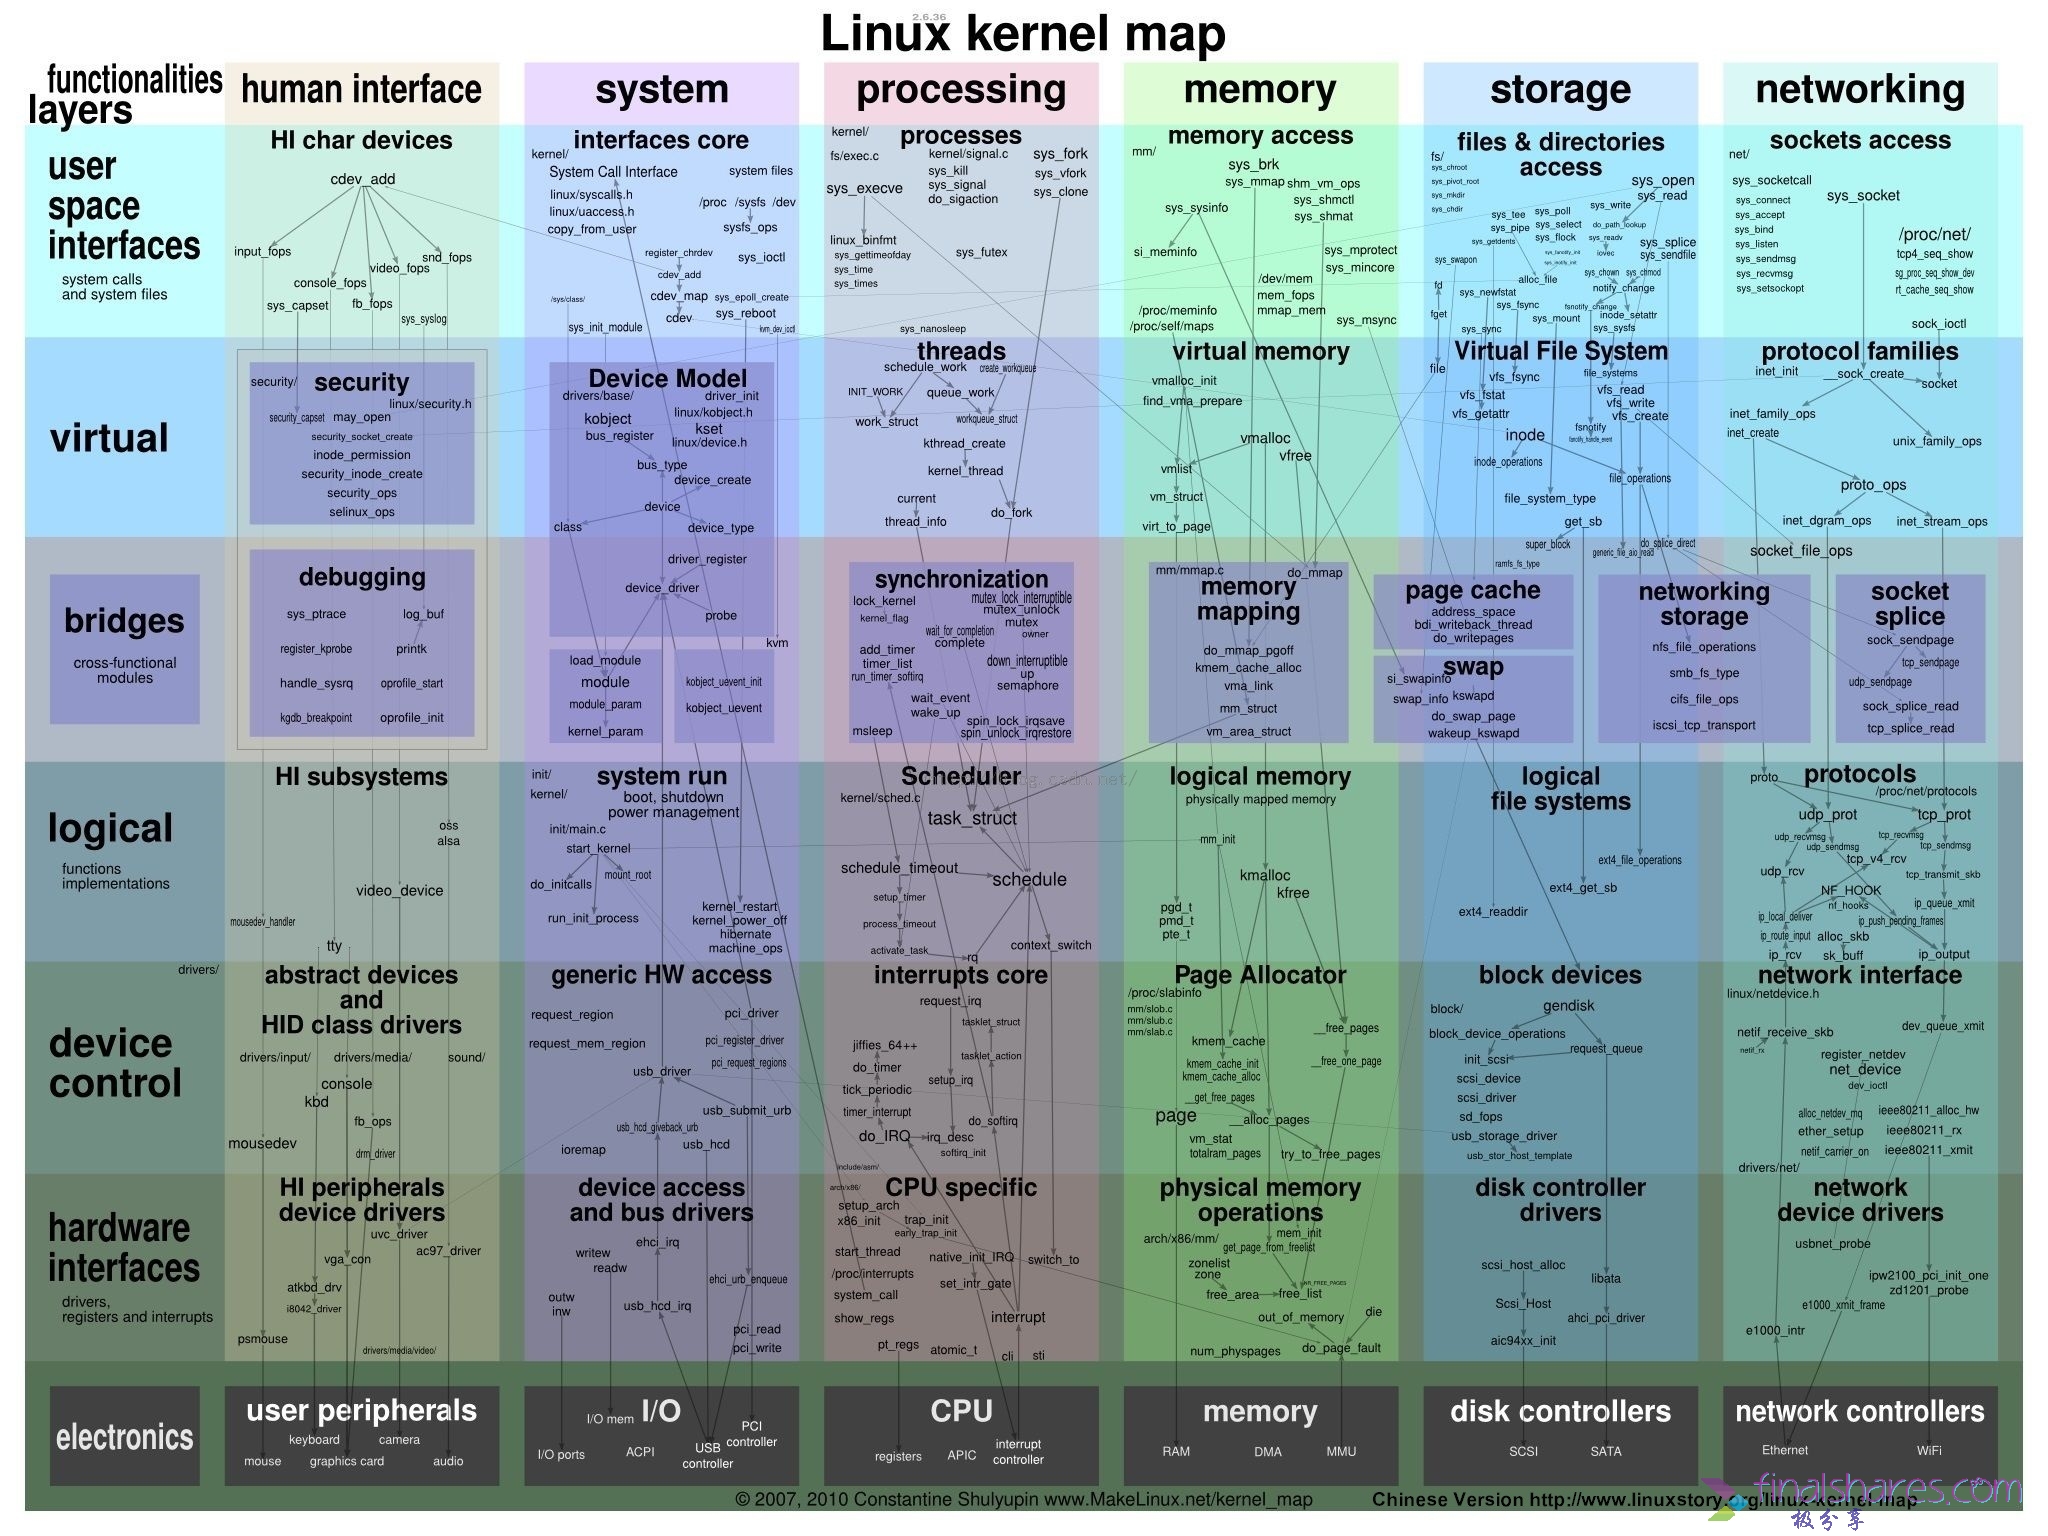 Linux kernel map
2.6.36
functionalities
layers
human interface
system
processing
memory
storage
networking
user
space
interfaces
system calls
and system files
HI char devices
cdev_add
input_fops
console_fops
video_fops
snd_fops
sys_capset
fb_fops
sys_syslog
interfaces core
kernel/
System Call Interface
system files
linux/syscalls.h
linux/uaccess.h
copy_from_user
/proc /sysfs /dev
sysfs_ops
register_chrdev
sys_ioctl
cdev_add
cdev_map
cdev
sys_epoll_create
sys_reboot
/sys/class/
sys_init_module
kvm_dev_ioctl
processes
kernel/
fs/exec.c
kernel/signal.c
sys_kill
sys_signal
do_sigaction
sys_fork
sys_vfork
sys_clone
sys_execve
linux_binfmt
sys_gettimeofday
sys_time
sys_times
sys_futex
sys_nanosleep
memory access
mm/
sys_brk
sys_mmap
shm_vm_ops
sys_shmctl
sys_shmat
sys_sysinfo
si_meminfo
sys_mprotect
sys_mincore
/dev/mem
mem_fops
mmap_mem
/proc/meminfo
/proc/self/maps
sys_msync
files & directories
access
fs/
sys_chroot
sys_pivot_root
sys_mkdir
sys_chdir
sys_open
sys_read
sys_write
sys_tee
sys_pipe
sys_poll
sys_select
sys_flock
do_path_lookup
sys_readv
iovec
sys_getdents
sys_splice
sys_sendfile
sys_fanotify_init
sys_inotify_init
sys_swapon
alloc_file
sys_chown
sys_chmod
notify_change
fd
fget
sys_newfstat
sys_fsync
fsnotify_change
inode_setattr
sys_mount
sys_sync
sys_sysfs
sockets access
net/
sys_socketcall
sys_connect
sys_accept
sys_bind
sys_listen
sys_sendmsg
sys_recvmsg
sys_setsockopt
sys_socket
/proc/net/
tcp4_seq_show
sg_proc_seq_show_dev
rt_cache_seq_show
sock_ioctl
virtual
security/
security
linux/security.h
security_capset
may_open
security_socket_create
inode_permission
security_inode_create
security_ops
selinux_ops
Device Model
drivers/base/
driver_init
kobject
linux/kobject.h
kset
bus_register
linux/device.h
bus_type
device_create
device
class
device_type
driver_register
device_driver
probe
kvm
threads
schedule_work
create_workqueue
INIT_WORK
queue_work
work_struct
workqueue_struct
kthread_create
kernel_thread
current
thread_info
do_fork
virtual memory
vmalloc_init
find_vma_prepare
vmalloc
vfree
vmlist
vm_struct
virt_to_page
Virtual File System
file
vfs_fsync
file_systems
vfs_fstat
vfs_getattr
vfs_read
vfs_write
vfs_create
inode
fsnotify
fanotify_handle_event
inode_operations
file_operations
file_system_type
get_sb
super_block
generic_file_aio_read
do_splice_direct
ramfs_fs_type
protocol families
inet_init
__sock_create
socket
inet_family_ops
inet_create
unix_family_ops
proto_ops
inet_dgram_ops
inet_stream_ops
socket_file_ops
bridges
cross-functional
modules
debugging
sys_ptrace
log_buf
register_kprobe
printk
handle_sysrq
oprofile_start
kgdb_breakpoint
oprofile_init
load_module
module
module_param
kernel_param
kobject_uevent_init
kobject_uevent
synchronization
lock_kernel
kernel_flag
mutex_lock_interruptible
mutex_unlock
mutex
owner
wait_for_completion
complete
add_timer
timer_list
run_timer_softirq
down_interruptible
up
semaphore
wait_event
wake_up
spin_lock_irqsave
spin_unlock_irqrestore
msleep
mm/mmap.c
do_mmap
memory
mapping
do_mmap_pgoff
kmem_cache_alloc
vma_link
mm_struct
vm_area_struct
page cache
address_space
bdi_writeback_thread
do_writepages
swap
si_swapinfo
swap_info
kswapd
do_swap_page
wakeup_kswapd
networking
storage
nfs_file_operations
smb_fs_type
cifs_file_ops
iscsi_tcp_transport
socket
splice
sock_sendpage
tcp_sendpage
udp_sendpage
sock_splice_read
tcp_splice_read
logical
functions
implementations
HI subsystems
oss
alsa
video_device
mousedev_handler
tty
system run
init/
kernel/
boot, shutdown
power management
init/main.c
start_kernel
do_initcalls
mount_root
run_init_process
kernel_restart
kernel_power_off
hibernate
machine_ops
Scheduler
kernel/sched.c
task_struct
schedule_timeout
schedule
setup_timer
process_timeout
activate_task
rq
context_switch
logical memory
physically mapped memory
mm_init
kmalloc
kfree
pgd_t
pmd_t
pte_t
logical
file systems
ext4_file_operations
ext4_get_sb
ext4_readdir
protocols
proto
/proc/net/protocols
udp_prot
tcp_prot
udp_recvmsg
udp_sendmsg
tcp_recvmsg
tcp_sendmsg
tcp_v4_rcv
udp_rcv
tcp_transmit_skb
NF_HOOK
nf_hooks
ip_queue_xmit
ip_local_deliver
ip_push_pending_frames
ip_route_input
alloc_skb
sk_buff
ip_rcv
ip_output
device
control
drivers/
abstract devices
and
HID class drivers
drivers/input/
drivers/media/
sound/
console
kbd
fb_ops
mousedev
drm_driver
generic HW access
request_region
pci_driver
request_mem_region
pci_register_driver
pci_request_regions
usb_driver
usb_submit_urb
usb_hcd_giveback_urb
usb_hcd
ioremap
interrupts core
request_irq
tasklet_struct
jiffies_64++
do_timer
tasklet_action
setup_irq
tick_periodic
timer_interrupt
do_softirq
do_IRQ
irq_desc
softirq_init
Page Allocator
/proc/slabinfo
mm/slob.c
mm/slub.c
mm/slab.c
__free_pages
kmem_cache
kmem_cache_init
kmem_cache_alloc
__free_one_page
__get_free_pages
page
__alloc_pages
vm_stat
totalram_pages
try_to_free_pages
block devices
block/
gendisk
block_device_operations
request_queue
init_scsi
scsi_device
scsi_driver
sd_fops
usb_storage_driver
usb_stor_host_template
network interface
linux/netdevice.h
netif_receive_skb
netif_rx
dev_queue_xmit
register_netdev
net_device
dev_ioctl
alloc_netdev_mq
ieee80211_alloc_hw
ether_setup
ieee80211_rx
netif_carrier_on
ieee80211_xmit
drivers/net/
hardware
interfaces
drivers,
registers and interrupts
HI peripherals
device drivers
uvc_driver
vga_con
ac97_driver
atkbd_drv
i8042_driver
psmouse
drivers/media/video/
device access
and bus drivers
ehci_irq
writew
readw
ehci_urb_enqueue
outw
inw
usb_hcd_irq
pci_read
pci_write
include/asm/
arch/x86/
CPU specific
setup_arch
x86_init
trap_init
early_trap_init
start_thread
native_init_IRQ
switch_to
/proc/interrupts
set_intr_gate
system_call
show_regs
interrupt
pt_regs
atomic_t
cli
sti
physical memory
operations
arch/x86/mm/
mem_init
get_page_from_freelist
zonelist
zone
NR_FREE_PAGES
free_area
free_list
out_of_memory
die
num_physpages
do_page_fault
disk controller
drivers
scsi_host_alloc
libata
Scsi_Host
ahci_pci_driver
aic94xx_init
network
device drivers
usbnet_probe
ipw2100_pci_init_one
zd1201_probe
e1000_xmit_frame
e1000_intr
electronics
user peripherals
keyboard
camera
mouse
graphics card
audio
I/O
I/O mem
PCI
controller
I/O ports
ACPI
USB
controller
CPU
registers
APIC
interrupt
controller
memory
RAM
DMA
MMU
disk controllers
SCSI
SATA
network controllers
Ethernet
WiFi
© 2007, 2010 Constantine Shulyupin www.MakeLinux.net/kernel_map
Chinese Version http://www.linuxstory.org/linux-kernel-map
finalshares.com
极分享